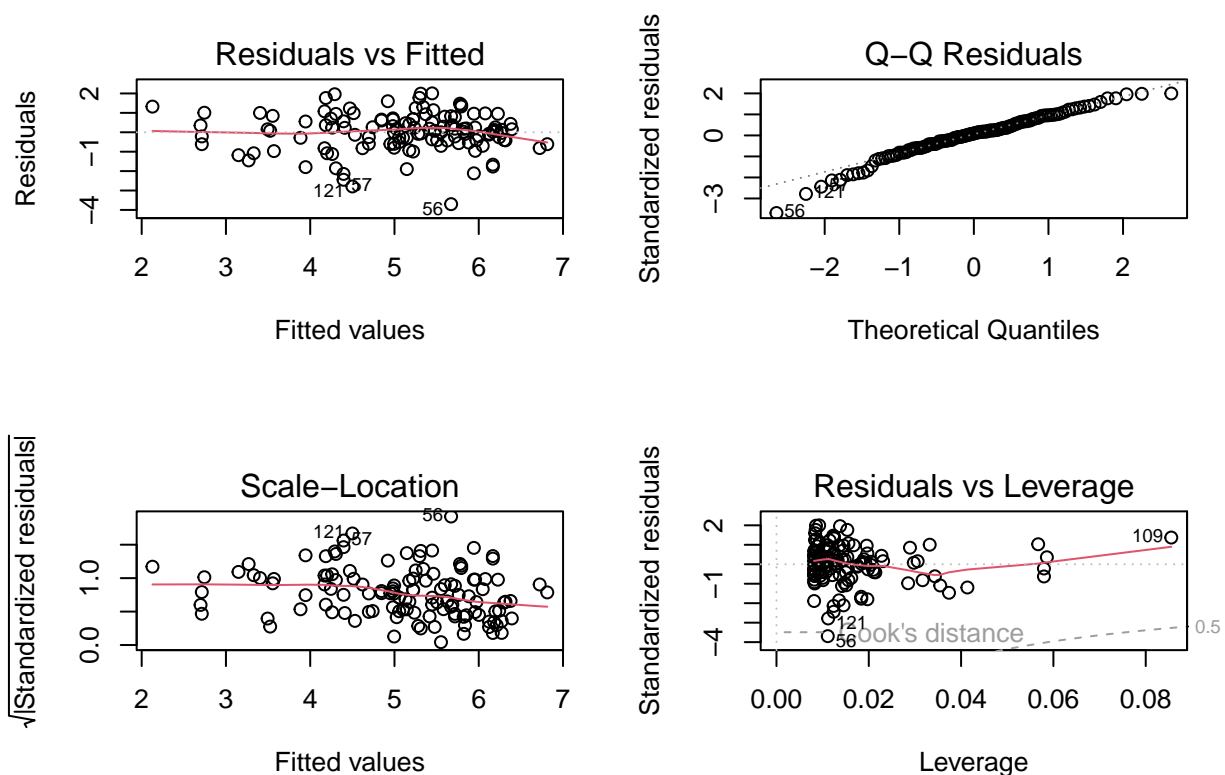 Residuals vs Fitted
Residuals
2
−1
−4
121
57
56
2 3 4 5 6 7
Fitted values
Q−Q Residuals
Standardized residuals
2
0
−3
121
56
−2 −1 0 1 2
Theoretical Quantiles
Scale−Location
√|Standardized residuals|
1.0
0.0
56
121
57
2 3 4 5 6 7
Fitted values
Residuals vs Leverage
Standardized residuals
2
−1
−4
109
121
56
Cook's distance
0.5
0.00 0.02 0.04 0.06 0.08
Leverage